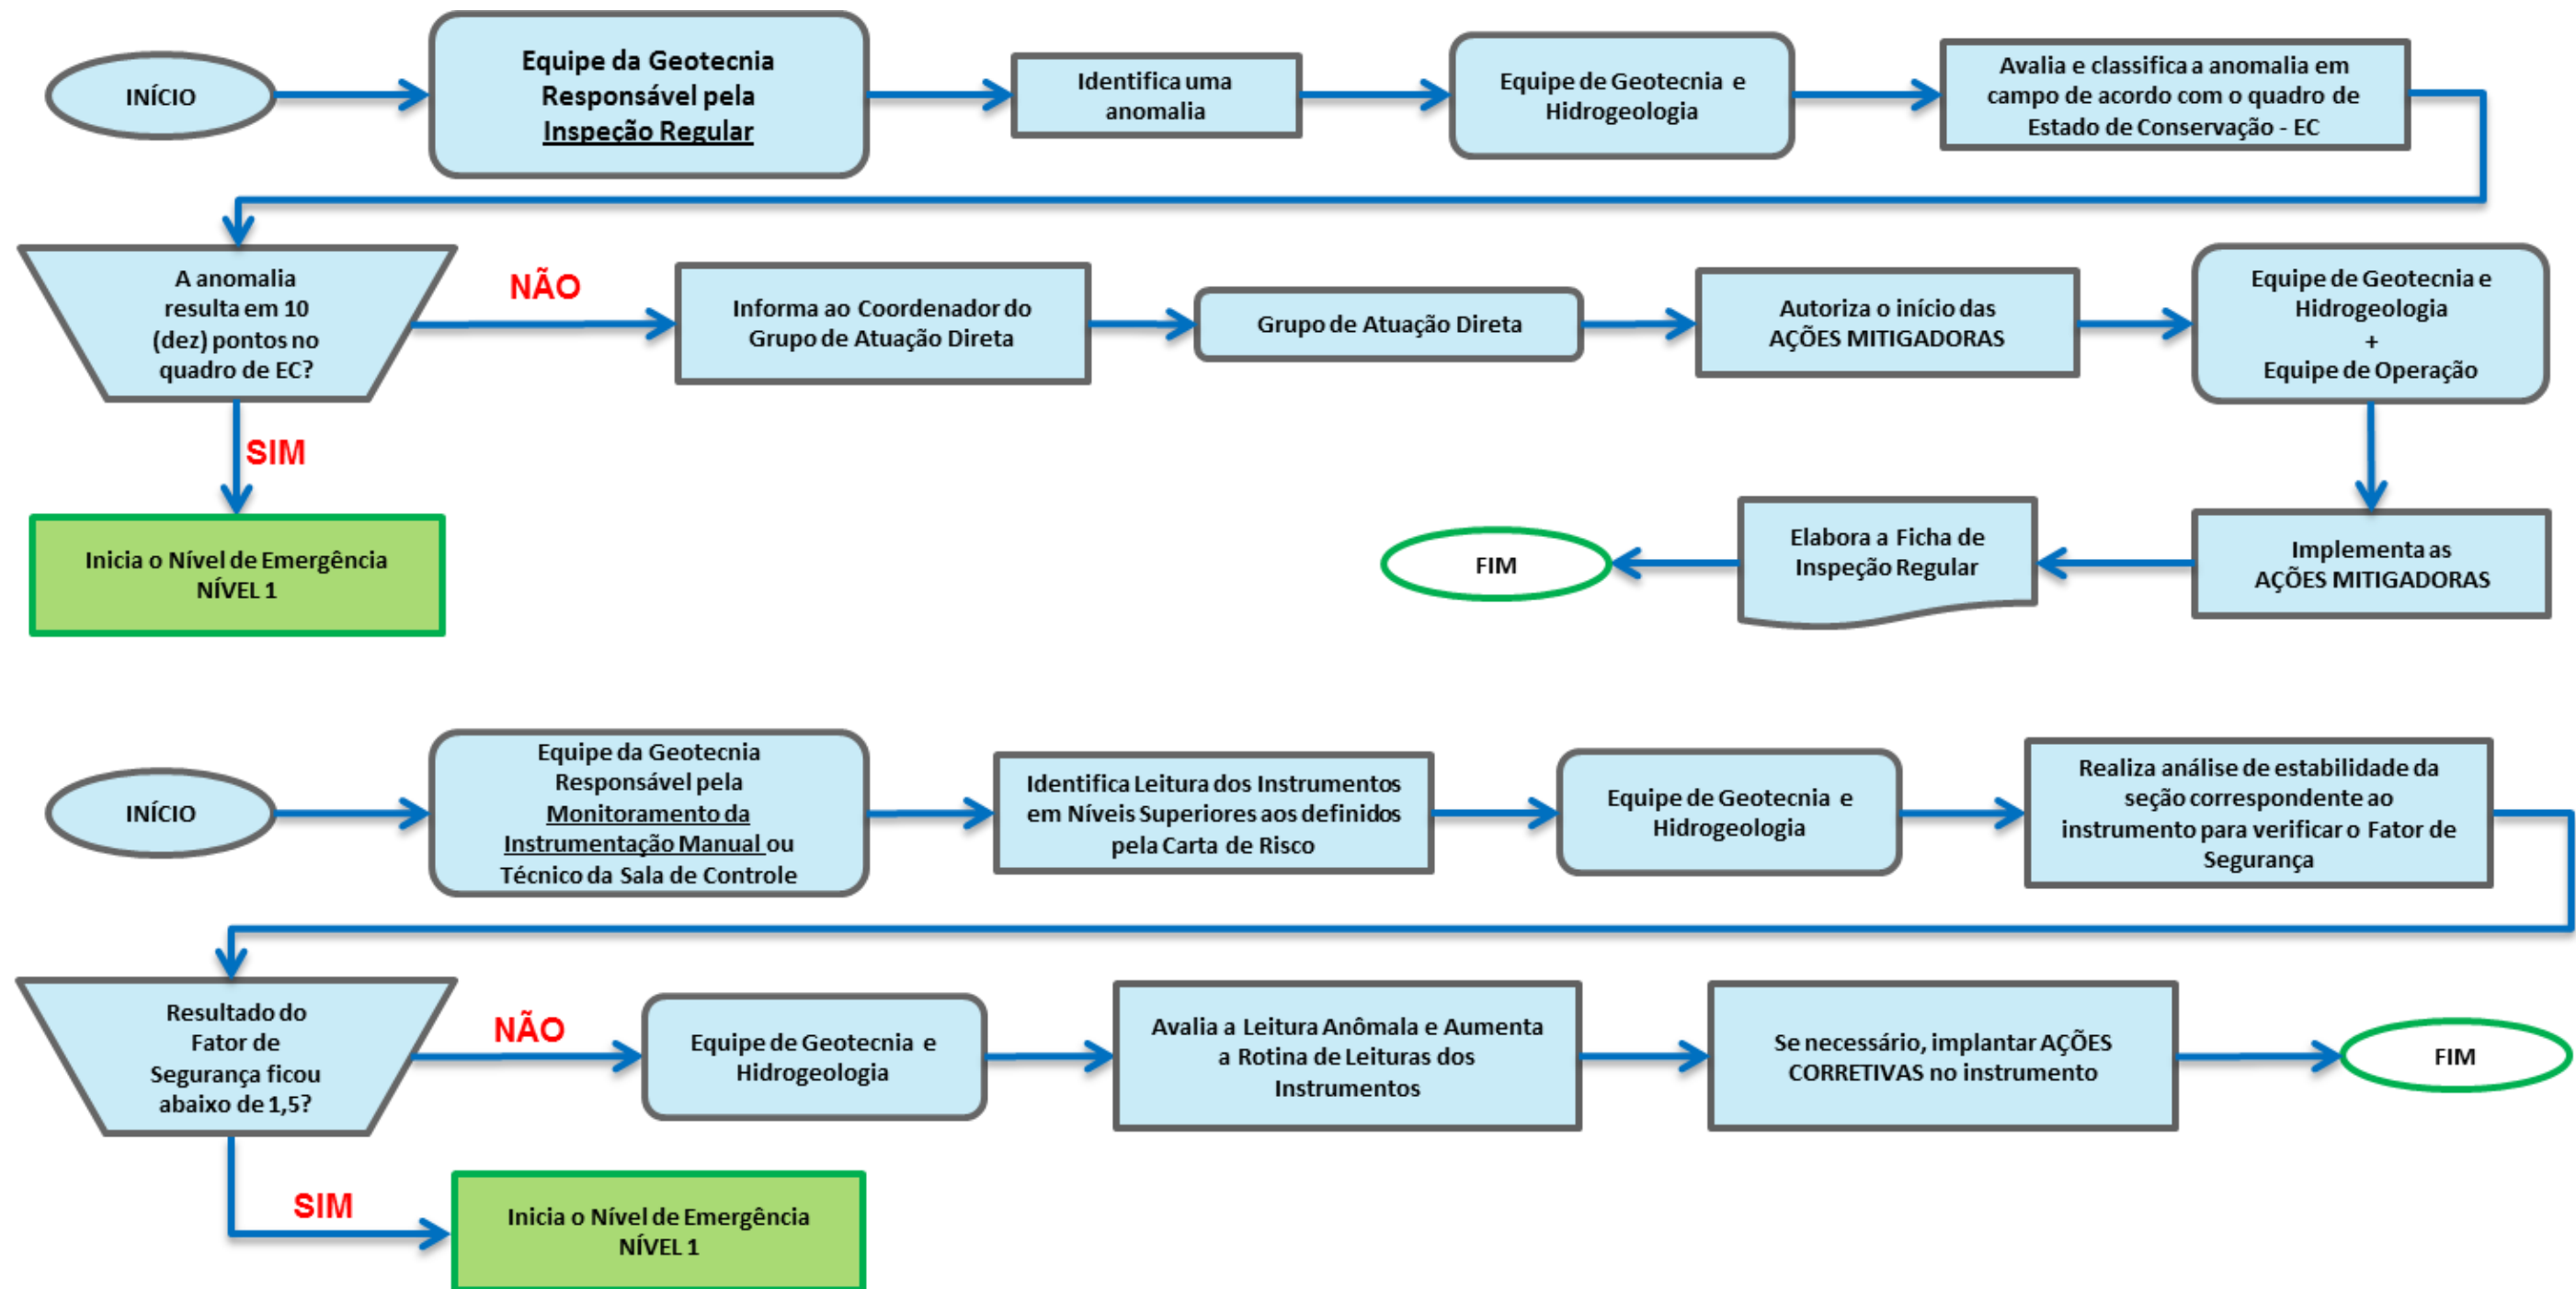 INÍCIO
Equipe da Geotecnia
Responsável pela
Inspeção Regular
Identifica uma
anomalia
Equipe de Geotecnia e
Hidrogeologia
Avalia e classifica a anomalia em
campo de acordo com o quadro de
Estado de Conservação - EC
A anomalia
resulta em 10
(dez) pontos no
quadro de EC?
NÃO
Informa ao Coordenador do
Grupo de Atuação Direta
Grupo de Atuação Direta
Autoriza o início das
AÇÕES MITIGADORAS
Equipe de Geotecnia e
Hidrogeologia
+
Equipe de Operação
SIM
Inicia o Nível de Emergência
NÍVEL 1
FIM
Elabora a Ficha de
Inspeção Regular
Implementa as
AÇÕES MITIGADORAS
INÍCIO
Equipe da Geotecnia
Responsável pela
Monitoramento da
Instrumentação Manual ou
Técnico da Sala de Controle
Identifica Leitura dos Instrumentos
em Níveis Superiores aos definidos
pela Carta de Risco
Equipe de Geotecnia e
Hidrogeologia
Realiza análise de estabilidade da
seção correspondente ao
instrumento para verificar o Fator de
Segurança
Resultado do
Fator de
Segurança ficou
abaixo de 1,5?
NÃO
Equipe de Geotecnia e
Hidrogeologia
Avalia a Leitura Anômala e Aumenta
a Rotina de Leituras dos
Instrumentos
Se necessário, implantar AÇÕES
CORRETIVAS no instrumento
FIM
SIM
Inicia o Nível de Emergência
NÍVEL 1